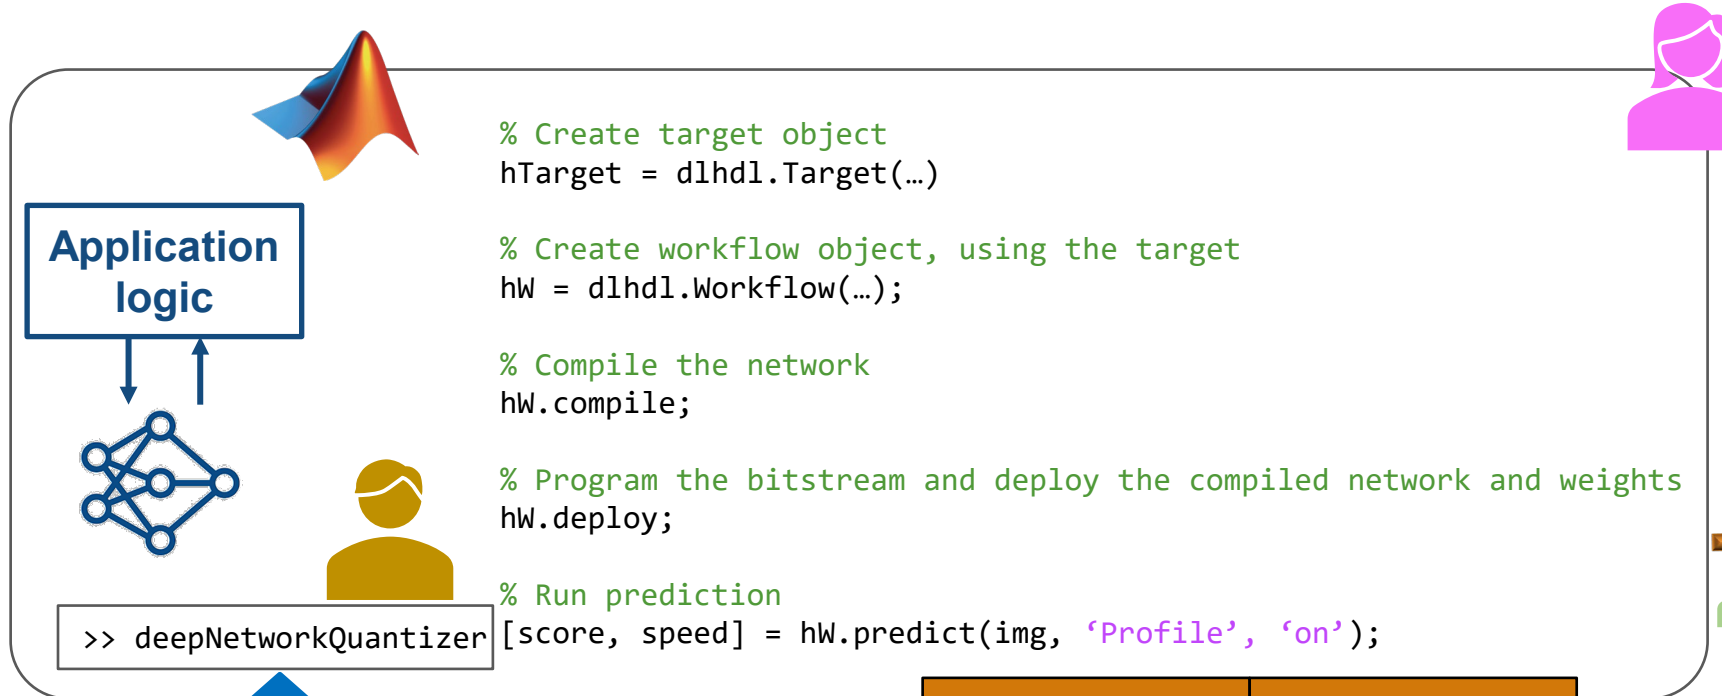 Application
logic
>> deepNetworkQuantizer
% Create target object
hTarget = dlhdl.Target(…)
% Create workflow object, using the target
hW = dlhdl.Workflow(…);
% Compile the network
hW.compile;
% Program the bitstream and deploy the compiled network and weights
hW.deploy;
% Run prediction
[score, speed] = hW.predict(img, ‘Profile’, ‘on’);